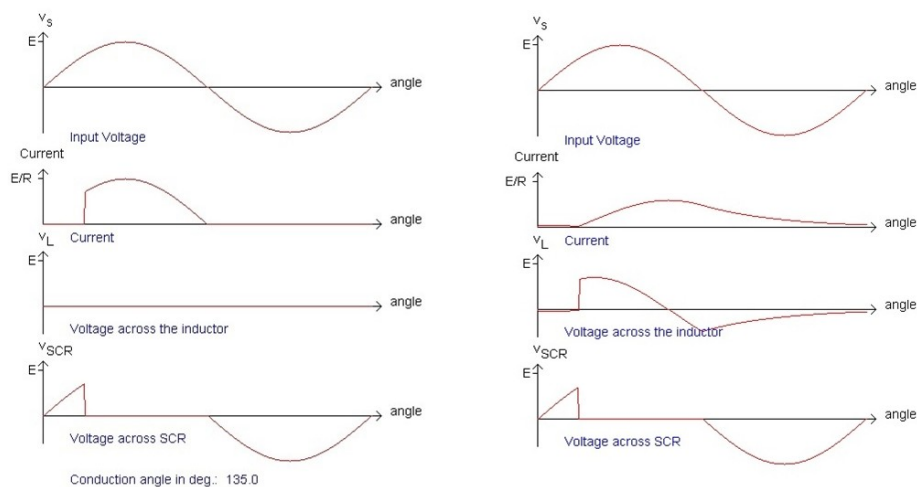 vS
E
angle
Input Voltage
Current
E/R
angle
Current
vL
E
angle
Voltage across the inductor
vSCR
E
angle
Voltage across SCR
Conduction angle in deg.: 135.0
vS
E
angle
Input Voltage
Current
E/R
angle
Current
vL
E
angle
Voltage across the inductor
vSCR
E
angle
Voltage across SCR